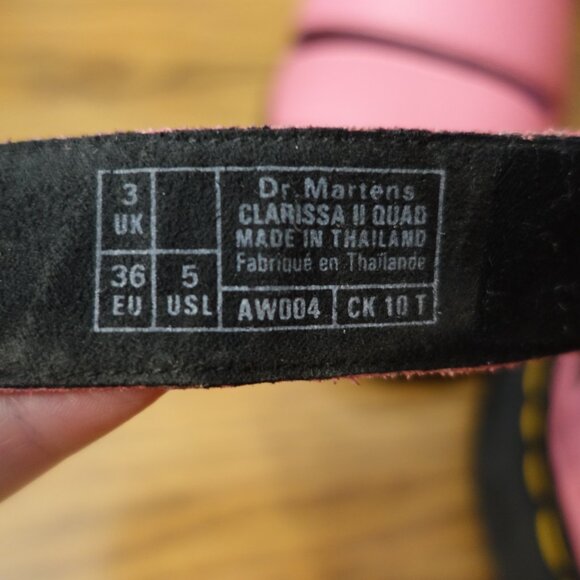 3
UK
36
EU
5
USL
Dr. Martens
CLARISSA II QUAD
MADE IN THAILAND
Fabriqué en Thaïlande
AW004
CK 10 T